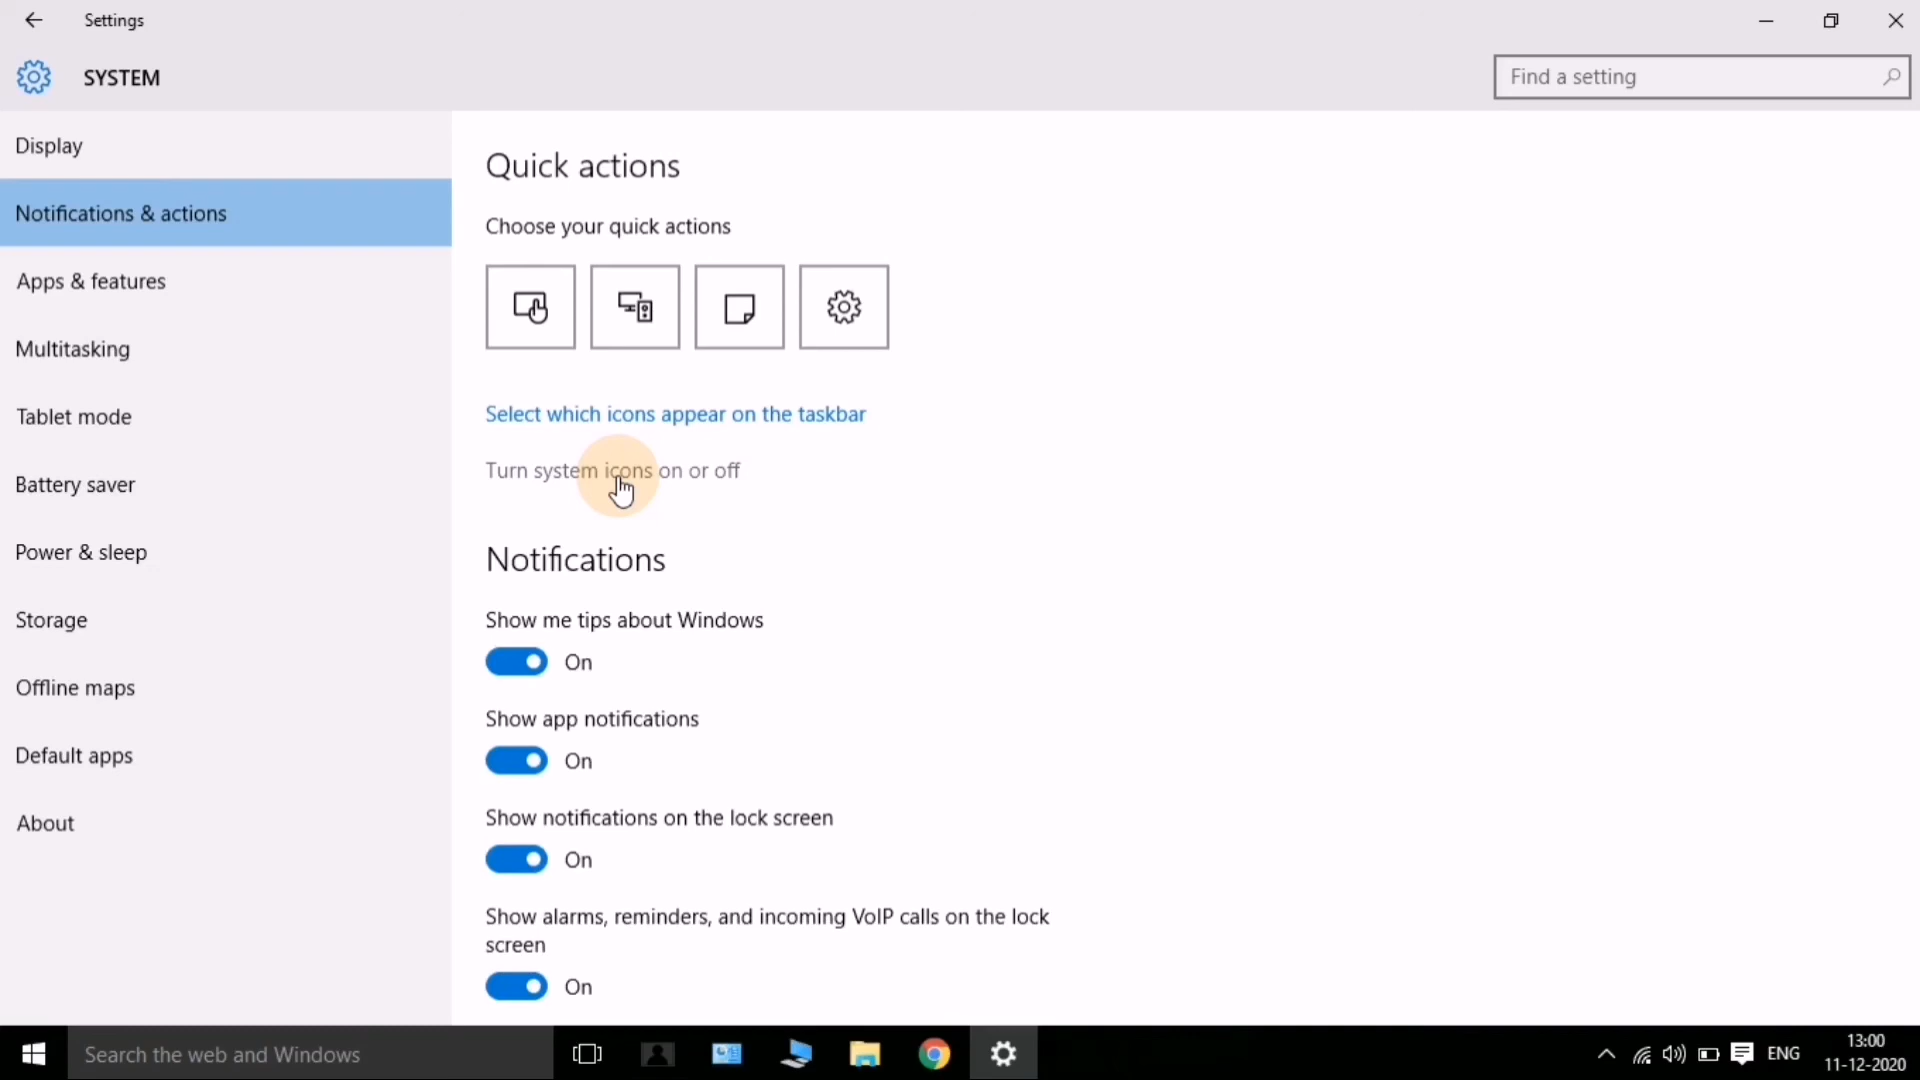 Settings
SYSTEM
Find a setting
Display
Notifications & actions
Apps & features
Multitasking
Tablet mode
Battery saver
Power & sleep
Storage
Offline maps
Default apps
About
Quick actions
Choose your quick actions
Select which icons appear on the taskbar
Turn system icons on or off
Notifications
Show me tips about Windows
On
Show app notifications
On
Show notifications on the lock screen
On
Show alarms, reminders, and incoming VoIP calls on the lock
screen
On
Search the web and Windows
ENG
13:00
11-12-2020